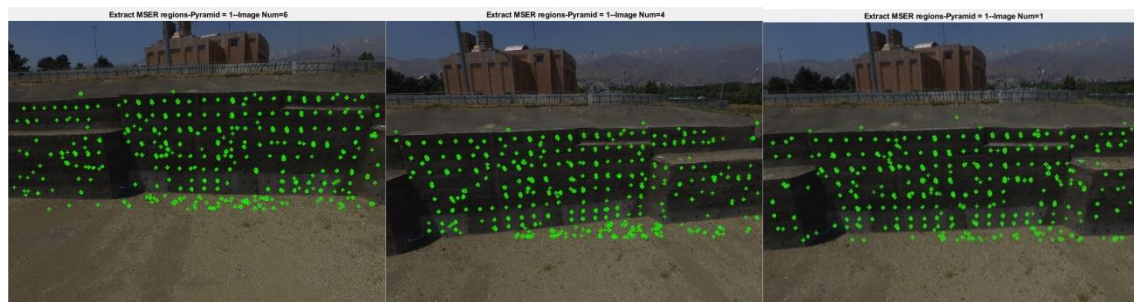 Extract MSER regions-Pyramid = 1--Image Num=6
Extract MSER regions-Pyramid = 1--Image Num=4
Extract MSER regions-Pyramid = 1--Image Num=1